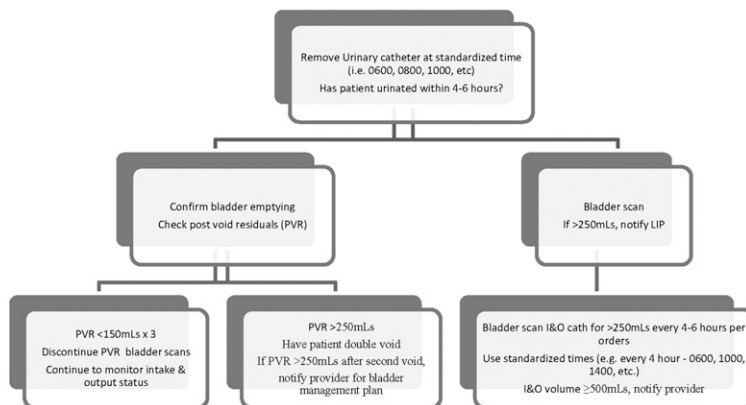 Remove Urinary catheter at standardized time
(i.e. 0600, 0800, 1000, etc)
Has patient urinated within 4-6 hours?
Confirm bladder emptying
Check post void residuals (PVR)
Bladder scan
If >250mLs, notify LIP
PVR <150mLs x 3
Discontinue PVR bladder scans
Continue to monitor intake &
output status
PVR >250mLs
Have patient double void
If PVR >250mLs after second void,
notify provider for bladder
management plan
Bladder scan I&O cath for >250mLs every 4-6 hours per
orders
Use standardized times (e.g. every 4 hour - 0600, 1000,
1400, etc.)
I&O volume ≥500mLs, notify provider